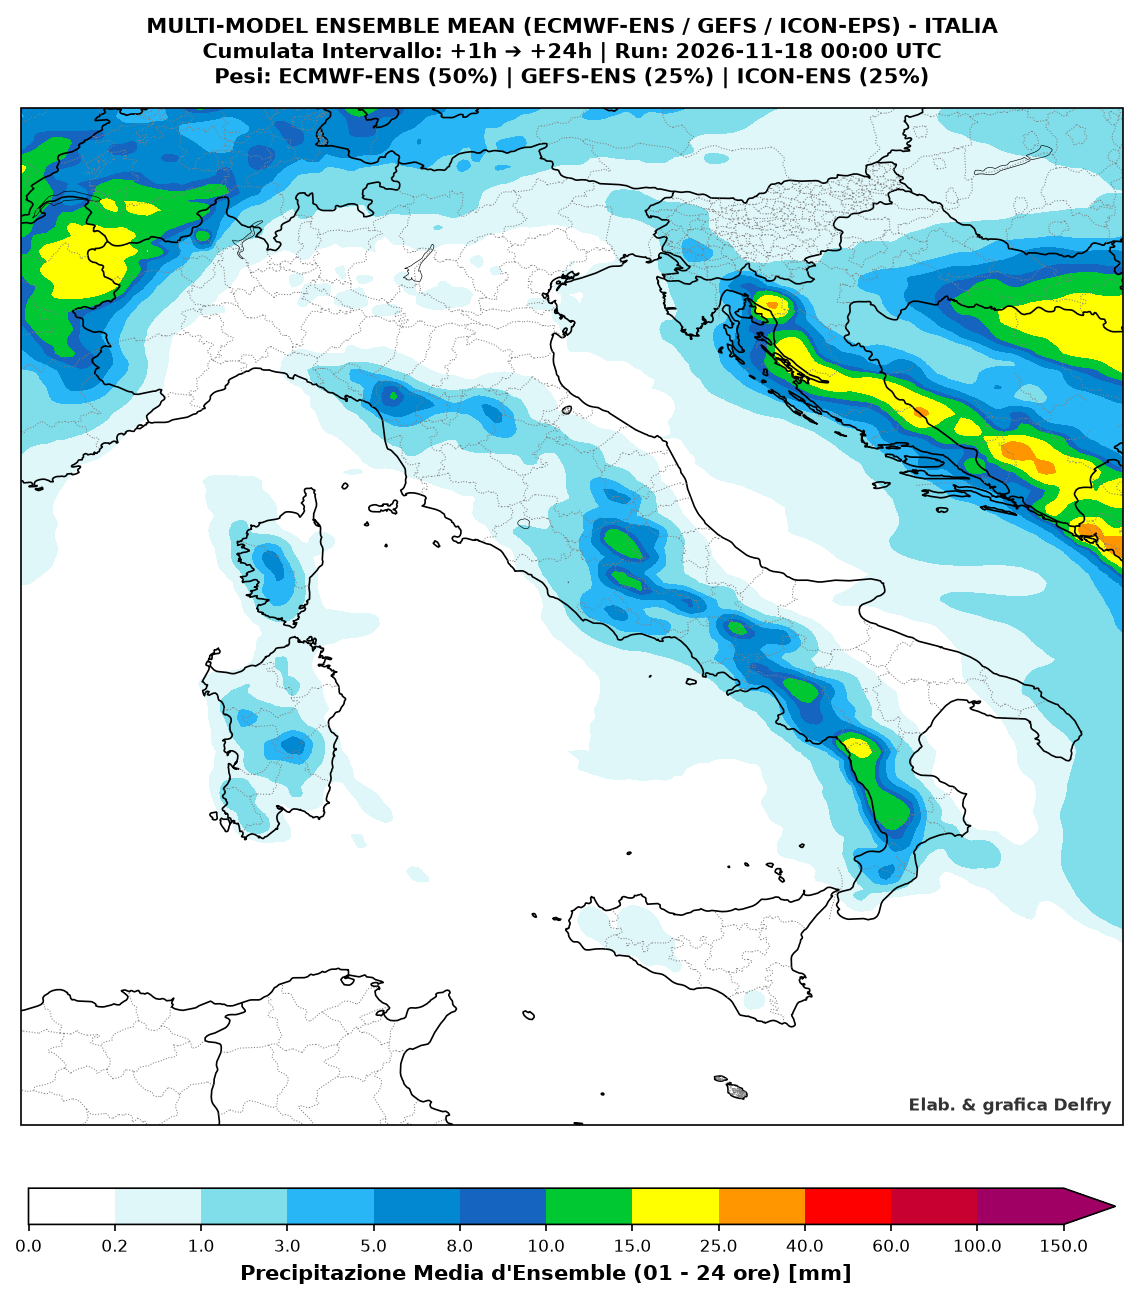 MULTI-MODEL ENSEMBLE MEAN (ECMWF-ENS / GEFS / ICON-EPS) - ITALIA
Cumulata Intervallo: +1h → +24h | Run: 2026-11-18 00:00 UTC
Pesi: ECMWF-ENS (50%) | GEFS-ENS (25%) | ICON-ENS (25%)
Elab. & grafica Delfry
0.0 0.2 1.0 3.0 5.0 8.0 10.0 15.0 25.0 40.0 60.0 100.0 150.0
Precipitazione Media d'Ensemble (01 - 24 ore) [mm]